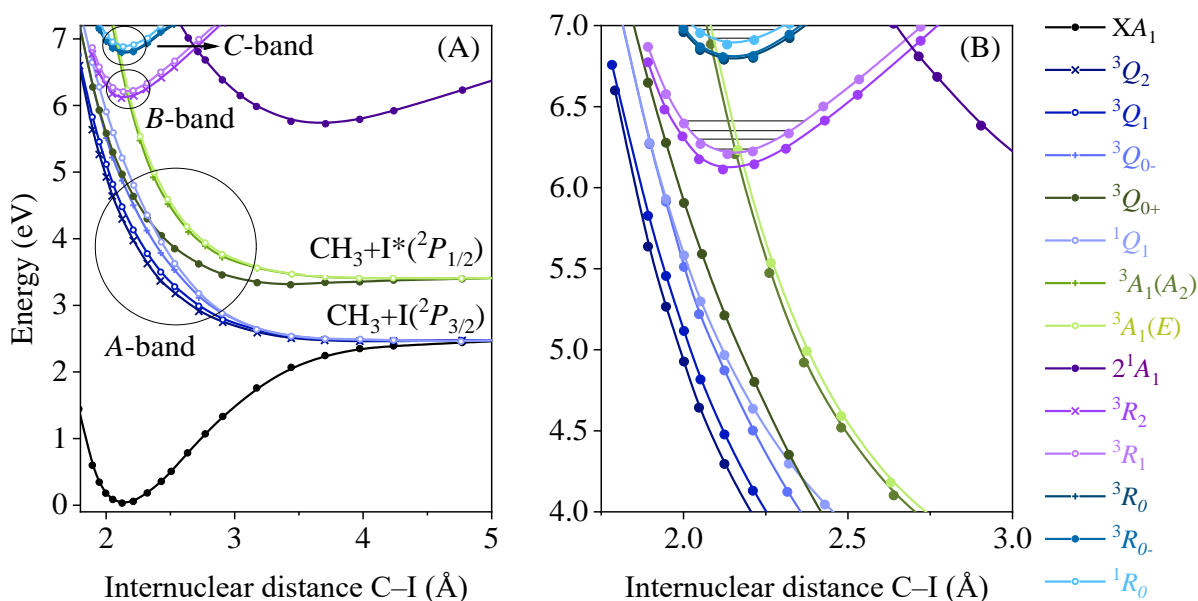 (A)
C-band
B-band
A-band
CH₃+I*(²P₁/₂)
CH₃+I(²P₃/₂)
Energy (eV)
7
6
5
4
3
2
1
0
2
3
4
5
Internuclear distance C–I (Å)
(B)
7.0
6.5
6.0
5.5
5.0
4.5
4.0
2.0
2.5
3.0
Internuclear distance C–I (Å)
XA₁
³Q₂
³Q₁
³Q₀₋
³Q₀₊
¹Q₁
³A₁(A₂)
³A₁(E)
2¹A₁
³R₂
³R₁
³R₀
³R₀₋
¹R₀